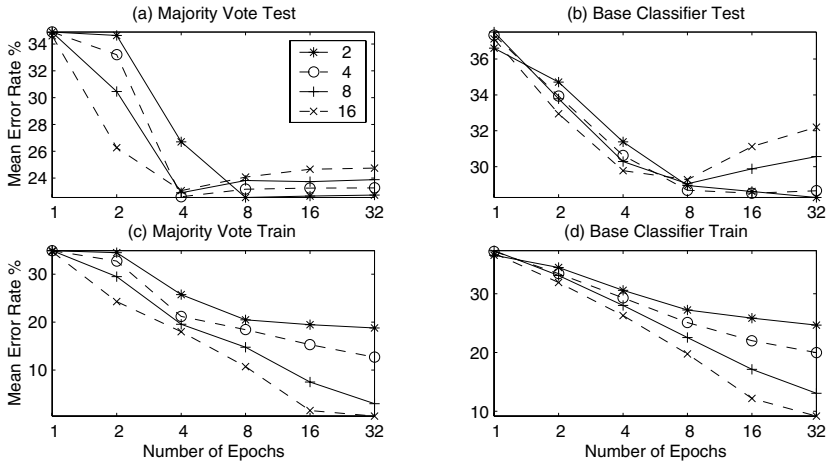 (a) Majority Vote Test
(b) Base Classifier Test
Mean Error Rate %
34
32
30
28
26
24
22
2
4
8
16
36
34
32
30
1 2 4 8 16 32
1 2 4 8 16 32
(c) Majority Vote Train
(d) Base Classifier Train
Mean Error Rate %
30
20
10
30
20
10
1 2 4 8 16 32
1 2 4 8 16 32
Number of Epochs
Number of Epochs